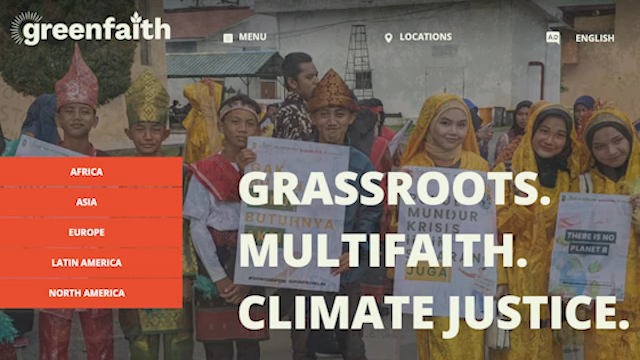 greenfaith
MENU
LOCATIONS
ENGLISH
AFRICA
ASIA
EUROPE
LATIN AMERICA
NORTH AMERICA
GRASSROOTS.
MULTIFAITH.
CLIMATE JUSTICE.
BUTUHNYA
MUNDUR
KRISIS
JUGA
THERE IS NO
PLANET B